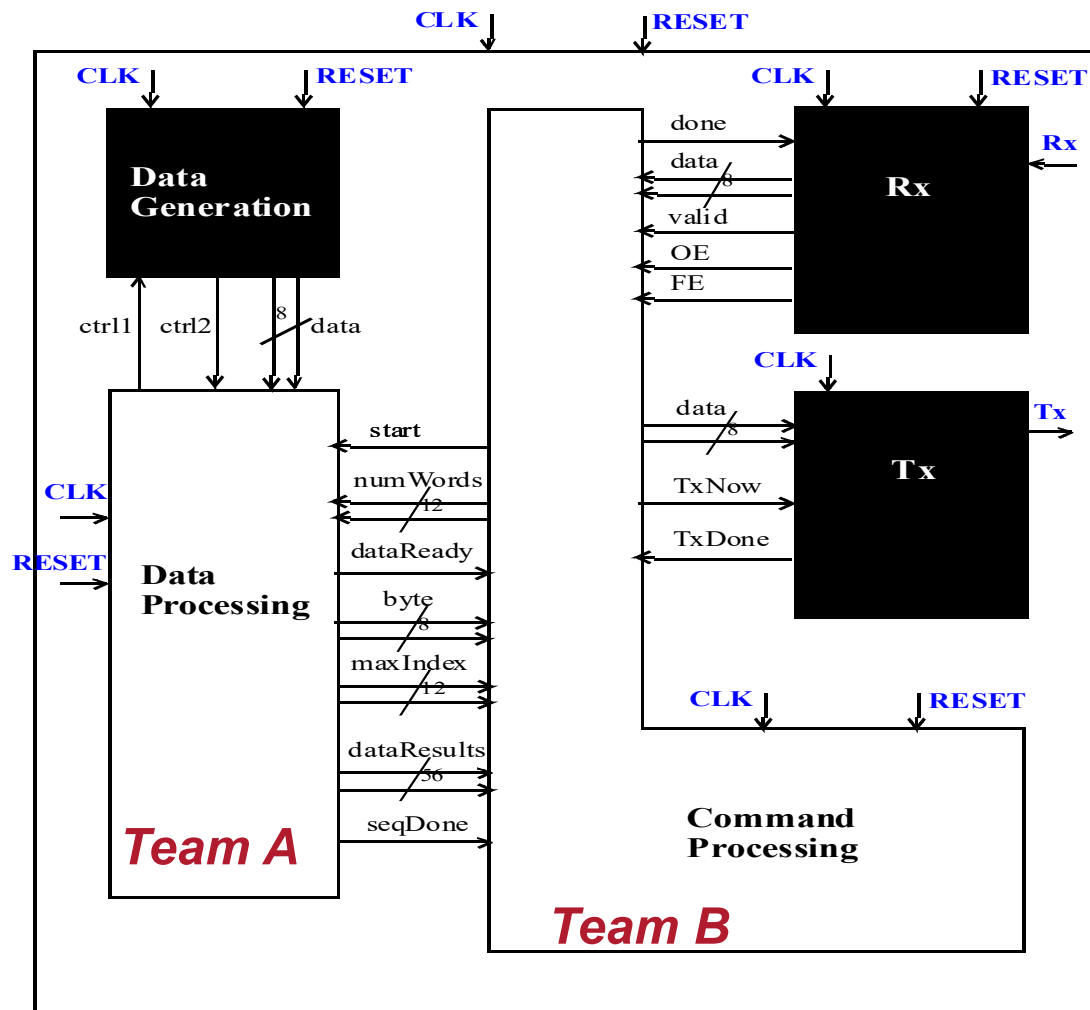 CLK
RESET
CLK
RESET
CLK
RESET
done
Rx
data
8
Data
Generation
Rx
valid
OE
FE
8
ctrl1
ctrl2
data
CLK
data
8
Tx
start
numWords
12
TxNow
Tx
CLK
TxDone
dataReady
RESET
Data
Processing
byte
8
maxIndex
12
CLK
RESET
dataResults
56
seqDone
Command
Processing
Team A
Team B